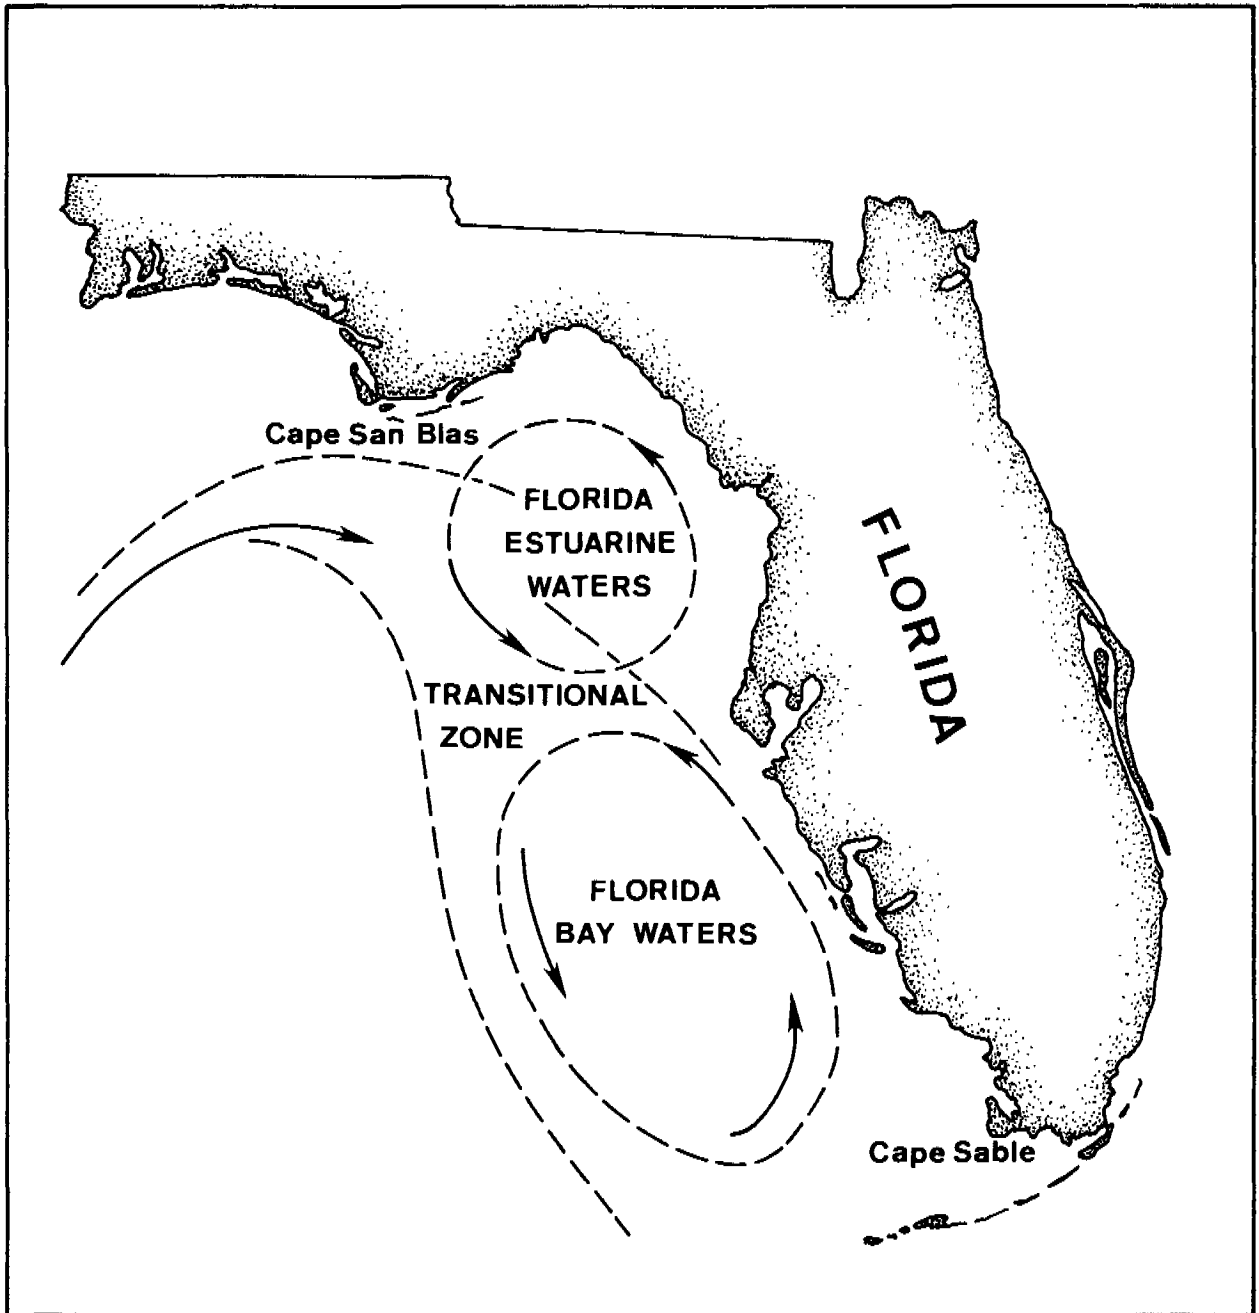 Cape San Blas
FLORIDA
ESTUARINE
WATERS
FLORIDA
TRANSITIONAL
ZONE
FLORIDA
BAY WATERS
Cape Sable